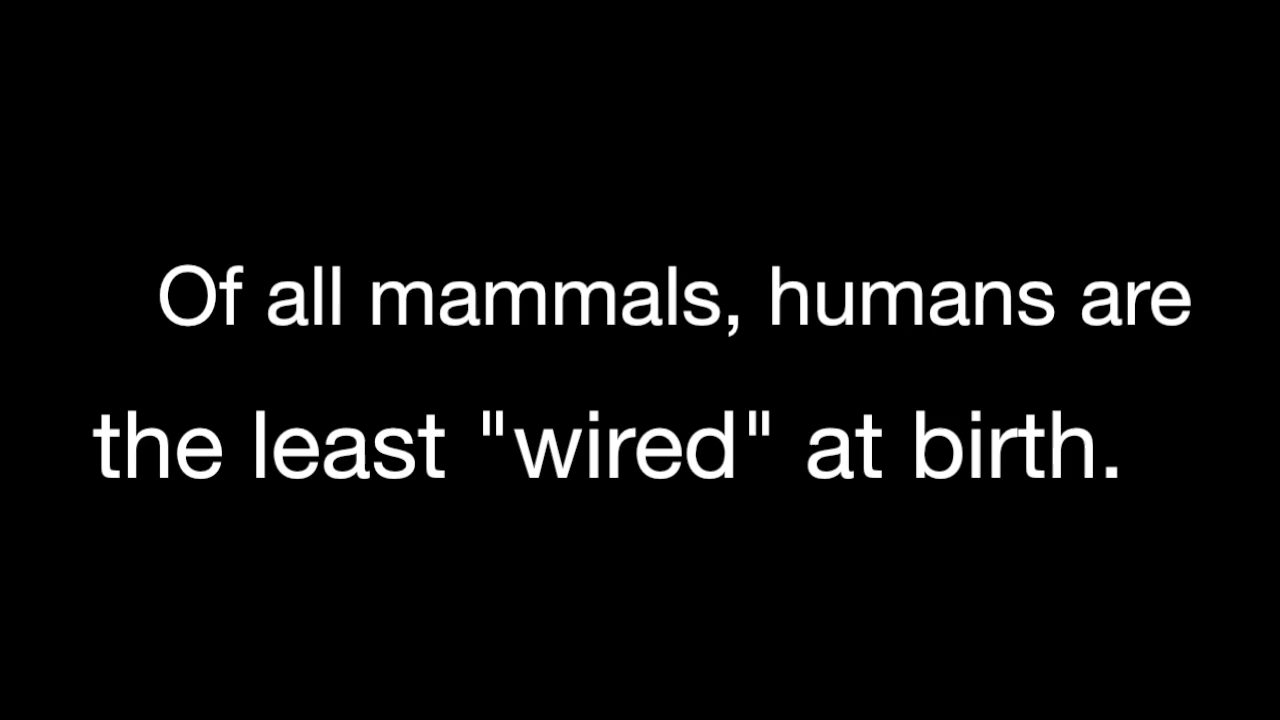 Of all mammals, humans are
the least "wired" at birth.